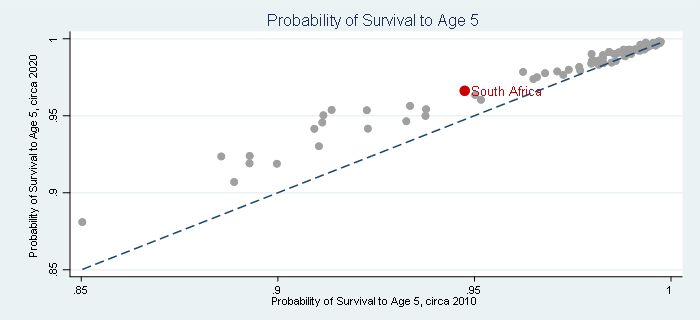 Probability of Survival to Age 5
Probability of Survival to Age 5, circa 2020
1
.95
.9
.85
South Africa
.85
.9
.95
1
Probability of Survival to Age 5, circa 2010